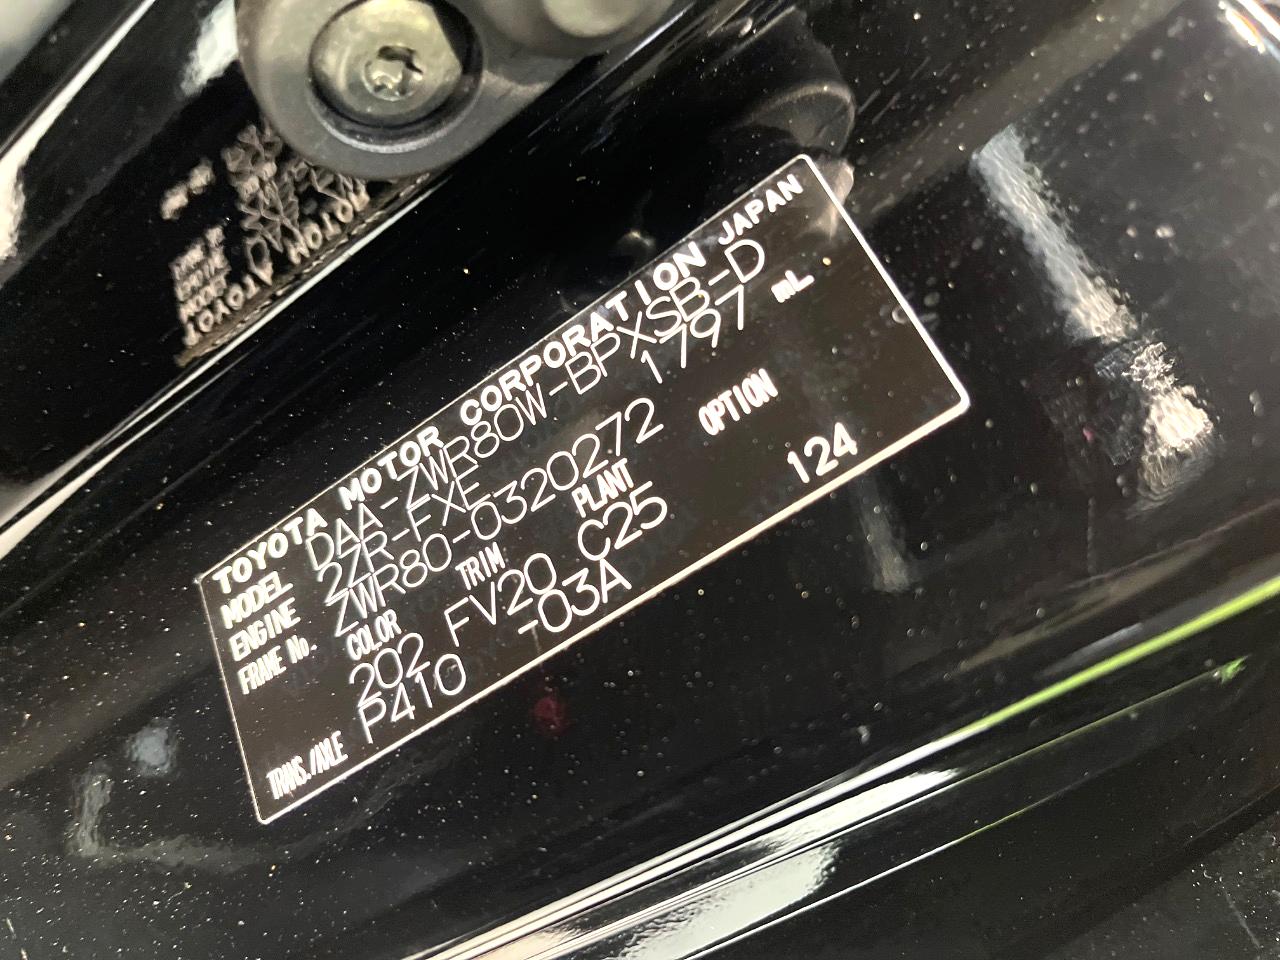 TOYOTA MOTOR CORPORATION JAPAN
MODEL DAA-ZWR80W-BPXSB-D
ENGINE 2ZR-FXE 1797 mL
FRAME No. ZWR80-0320272
COLOR TRIM PLANT OPTION
202 FV20 C25 124
TRANS./AXLE P410 -03A